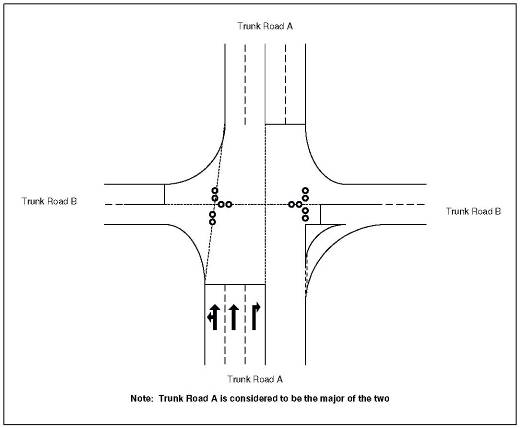 Trunk Road A
Trunk Road B
Trunk Road B
Trunk Road A
Note: Trunk Road A is considered to be the major of the two